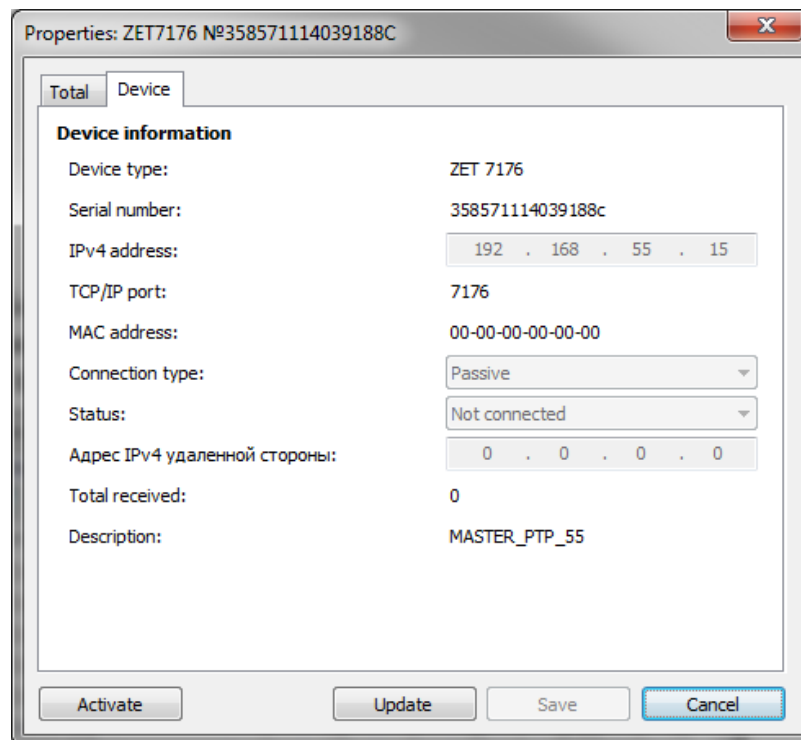 Properties: ZET7176 №358571114039188C
Total Device
Device information
Device type: ZET 7176
Serial number: 358571114039188c
IPv4 address: 192 . 168 . 55 . 15
TCP/IP port: 7176
MAC address: 00-00-00-00-00-00
Connection type: Passive
Status: Not connected
Адрес IPv4 удаленной стороны: 0 . 0 . 0 . 0
Total received: 0
Description: MASTER_PTP_55
Activate Update Save Cancel